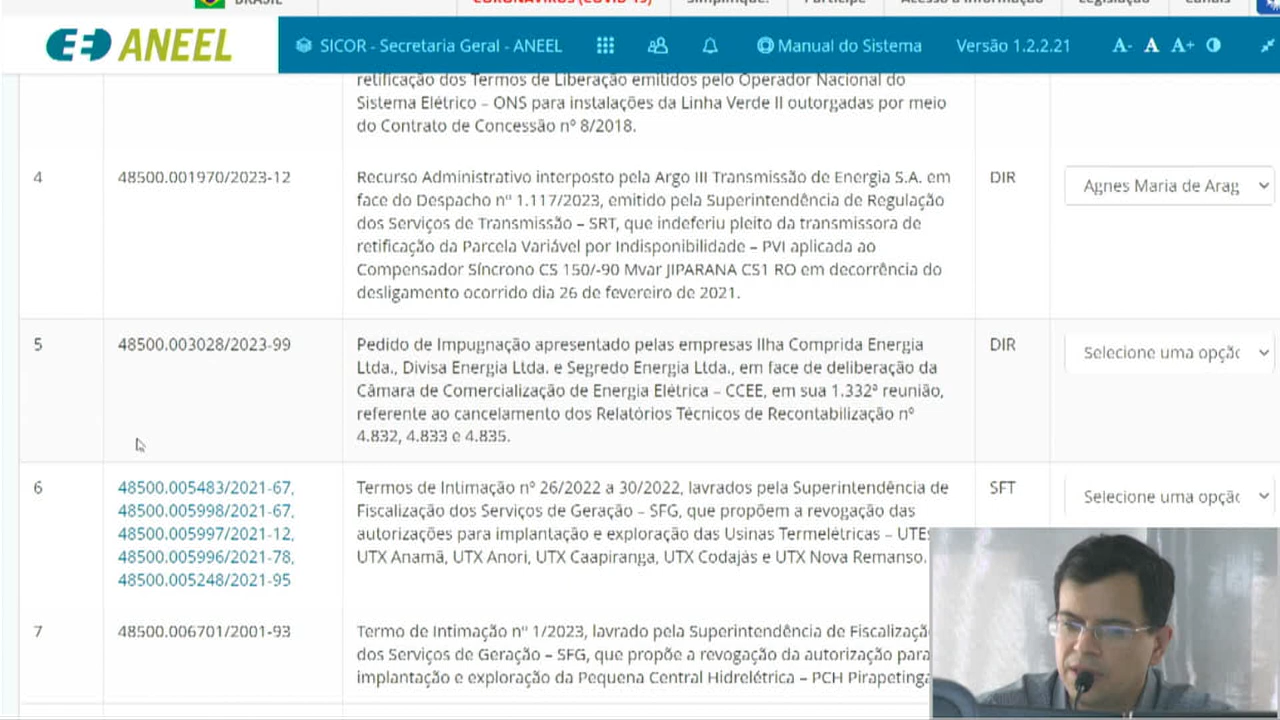 BRASIL
CORONAVÍRUS (COVID-19)
Simplifique!
Participe
Acesso à informação
Legislação
Canais
ANEEL
SICOR - Secretaria Geral - ANEEL
Manual do Sistema
Versão 1.2.2.21
A-
A
A+
retificação dos Termos de Liberação emitidos pelo Operador Nacional do
Sistema Elétrico – ONS para instalações da Linha Verde II outorgadas por meio
do Contrato de Concessão nº 8/2018.
4
48500.001970/2023-12
Recurso Administrativo interposto pela Argo III Transmissão de Energia S.A. em
face do Despacho nº 1.117/2023, emitido pela Superintendência de Regulação
dos Serviços de Transmissão – SRT, que indeferiu pleito da transmissora de
retificação da Parcela Variável por Indisponibilidade – PVI aplicada ao
Compensador Síncrono CS 150/-90 Mvar JIPARANA CS1 RO em decorrência do
desligamento ocorrido dia 26 de fevereiro de 2021.
DIR
Agnes Maria de Arag
5
48500.003028/2023-99
Pedido de Impugnação apresentado pelas empresas Ilha Comprida Energia
Ltda., Divisa Energia Ltda. e Segredo Energia Ltda., em face de deliberação da
Câmara de Comercialização de Energia Elétrica – CCEE, em sua 1.332ª reunião,
referente ao cancelamento dos Relatórios Técnicos de Recontabilização nº
4.832, 4.833 e 4.835.
DIR
Selecione uma opçã
6
48500.005483/2021-67,
48500.005998/2021-67,
48500.005997/2021-12,
48500.005996/2021-78,
48500.005248/2021-95
Termos de Intimação nº 26/2022 a 30/2022, lavrados pela Superintendência de
Fiscalização dos Serviços de Geração – SFG, que propõem a revogação das
autorizações para implantação e exploração das Usinas Termelétricas – UTEs
UTX Anamã, UTX Anori, UTX Caapiranga, UTX Codajás e UTX Nova Remanso.
SFT
Selecione uma opçã
7
48500.006701/2001-93
Termo de Intimação nº 1/2023, lavrado pela Superintendência de Fiscalizaçã
dos Serviços de Geração – SFG, que propõe a revogação da autorização para
implantação e exploração da Pequena Central Hidrelétrica – PCH Pirapetinga